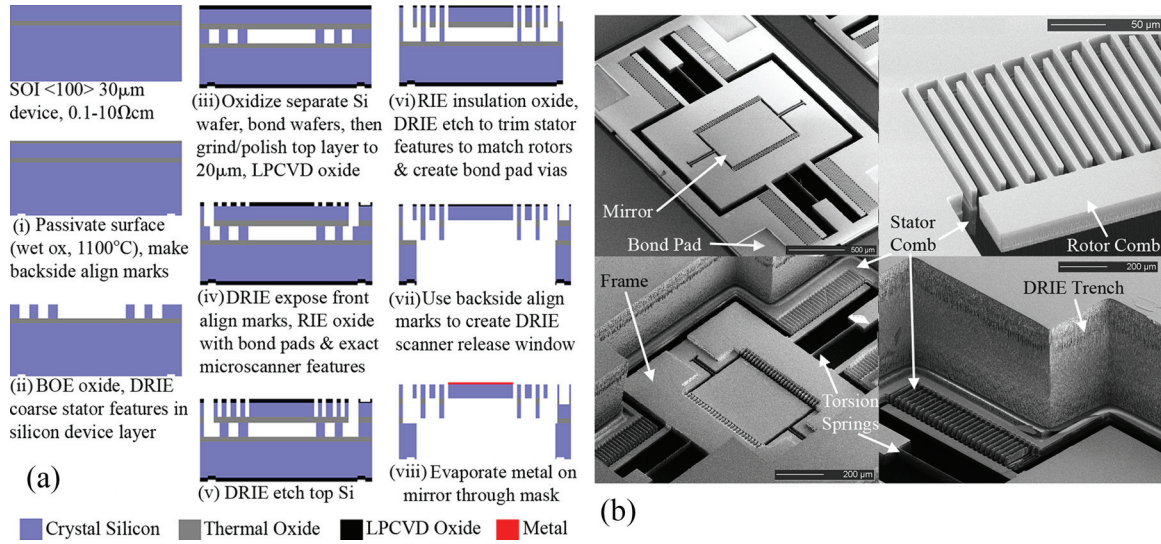 SOI <100> 30μm
device, 0.1-10Ωcm
(i) Passivate surface
(wet ox, 1100°C), make
backside align marks
(ii) BOE oxide, DRIE
coarse stator features in
silicon device layer
(a)
(iii) Oxidize separate Si
wafer, bond wafers, then
grind/polish top layer to
20μm, LPCVD oxide
(iv) DRIE expose front
align marks, RIE oxide
with bond pads & exact
microscanner features
(v) DRIE etch top Si
(vi) RIE insulation oxide,
DRIE etch to trim stator
features to match rotors
& create bond pad vias
(vii) Use backside align
marks to create DRIE
scanner release window
(viii) Evaporate metal on
mirror through mask
Crystal Silicon
Thermal Oxide
LPCVD Oxide
Metal
Mirror
Bond Pad
500 μm
50 μm
Stator
Comb
Rotor Comb
Frame
Torsion
Springs
200 μm
200 μm
DRIE Trench
200 μm
(b)